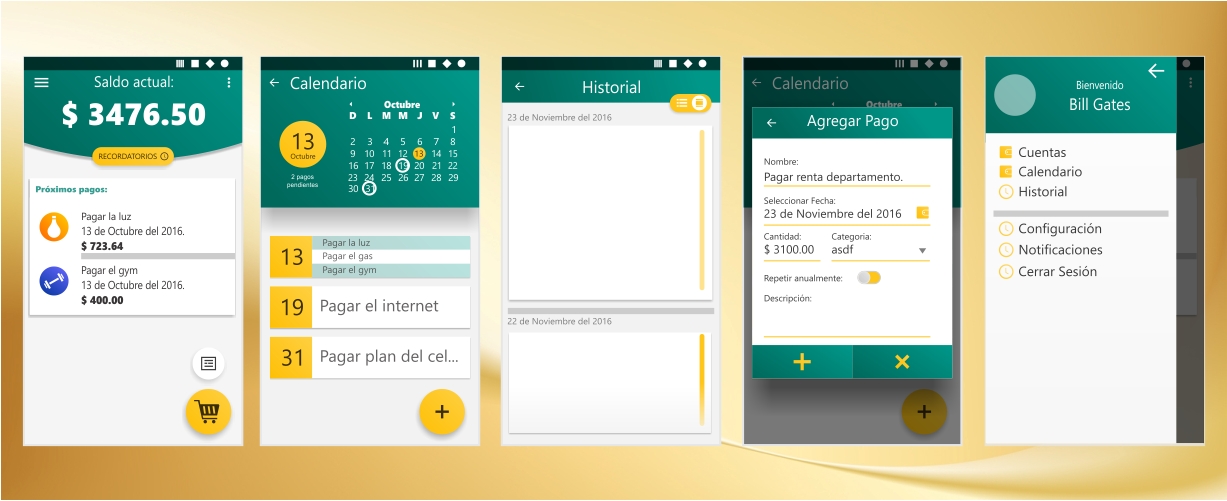 Saldo actual:
$ 3476.50
RECORDATORIOS
Próximos pagos:
Pagar la luz
13 de Octubre del 2016.
$ 723.64
Pagar el gym
13 de Octubre del 2016.
$ 400.00
Calendario
Octubre
D L M M J V S
1
2 3 4 5 6 7 8
9 10 11 12 13 14 15
16 17 18 19 20 21 22
23 24 25 26 27 28 29
30 31
13
Octubre
2 pagos
pendientes
13
Pagar la luz
Pagar el gas
Pagar el gym
19 Pagar el internet
31 Pagar plan del cel...
+
Historial
23 de Noviembre del 2016
22 de Noviembre del 2016
Calendario
Octubre
Agregar Pago
Nombre:
Pagar renta departamento.
Seleccionar Fecha:
23 de Noviembre del 2016
Cantidad: Categoria:
$ 3100.00 asdf
Repetir anualmente:
Descripción:
+
Bienvenido
Bill Gates
Cuentas
Calendario
Historial
Configuración
Notificaciones
Cerrar Sesión